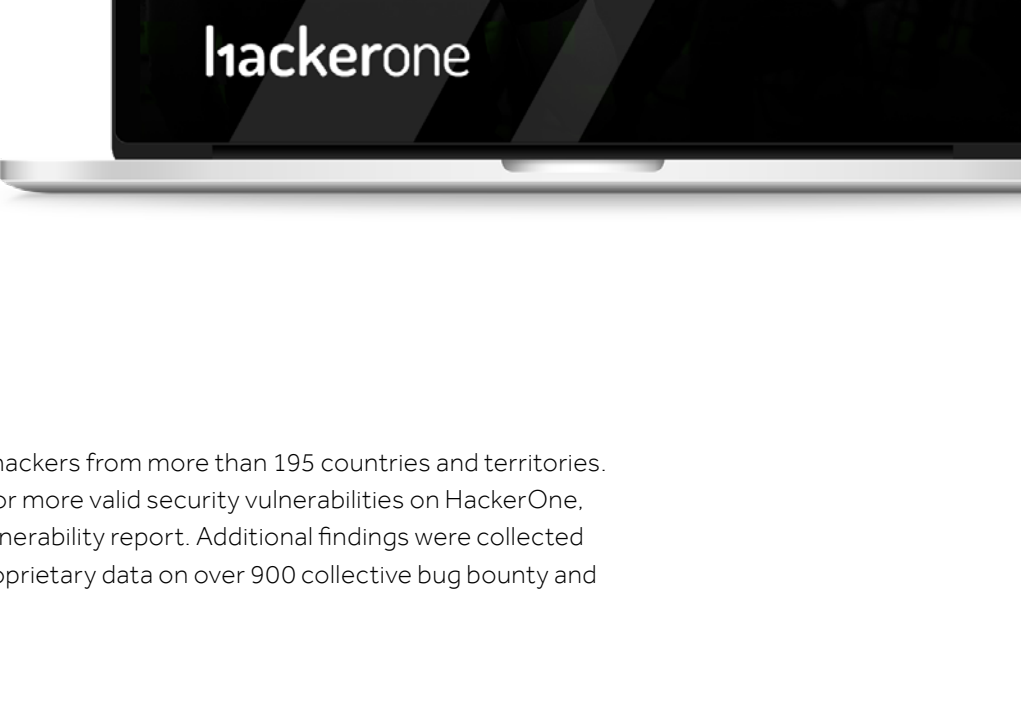 hackerone
hackers from more than 195 countries and territories.
or more valid security vulnerabilities on HackerOne,
nerability report. Additional findings were collected
oprietary data on over 900 collective bug bounty and